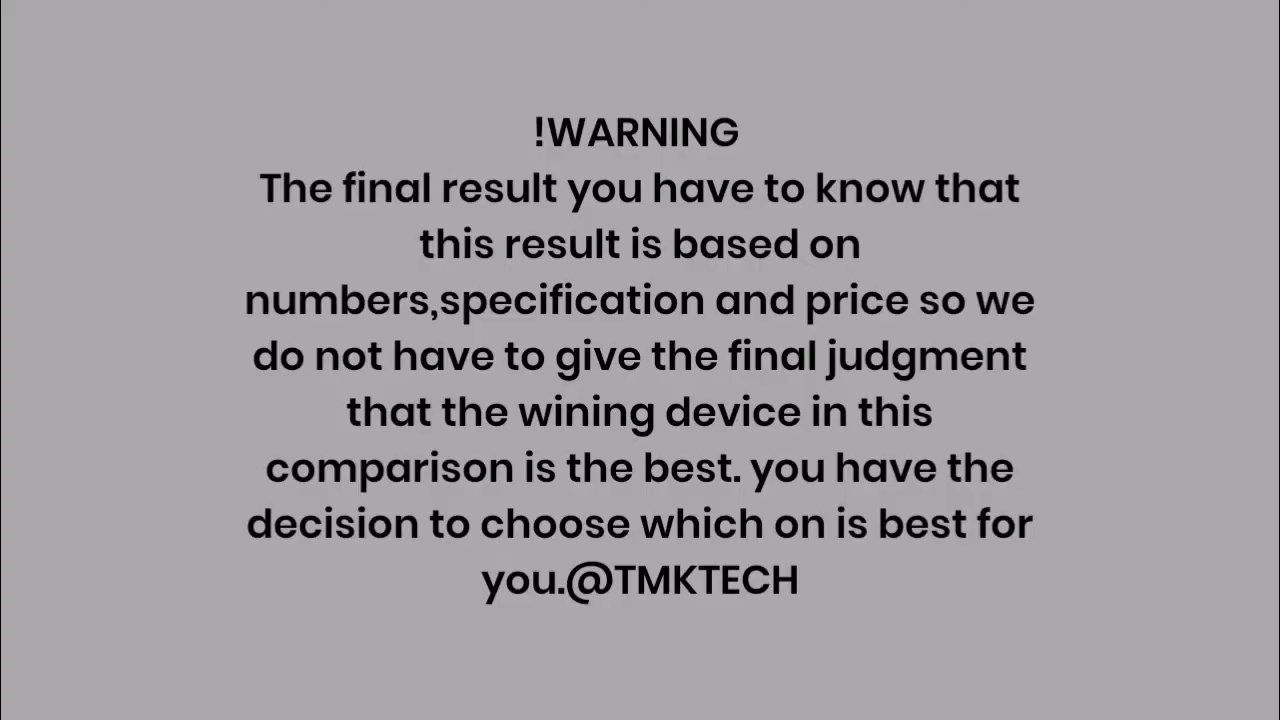 !WARNING
The final result you have to know that
this result is based on
numbers,specification and price so we
do not have to give the final judgment
that the wining device in this
comparison is the best. you have the
decision to choose which on is best for
you.@TMKTECH